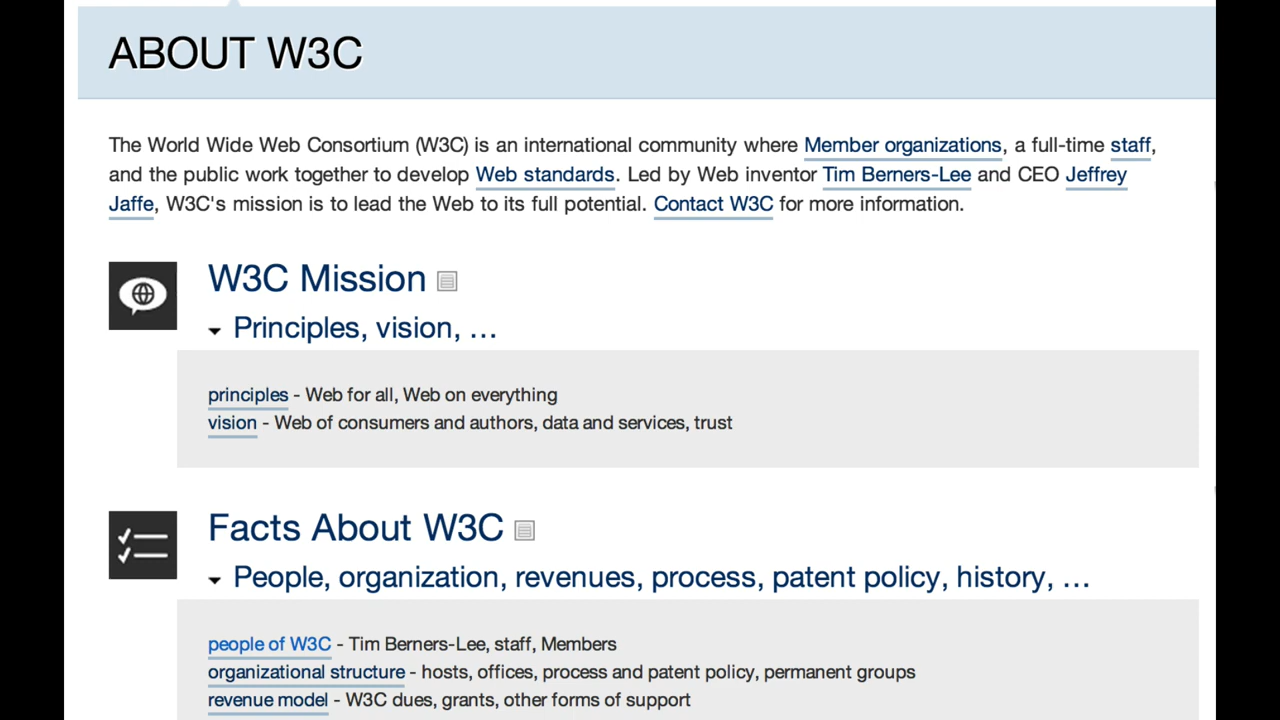 ABOUT W3C
The World Wide Web Consortium (W3C) is an international community where Member organizations, a full-time staff,
and the public work together to develop Web standards. Led by Web inventor Tim Berners-Lee and CEO Jeffrey
Jaffe, W3C's mission is to lead the Web to its full potential. Contact W3C for more information.
W3C Mission
Principles, vision, …
principles - Web for all, Web on everything
vision - Web of consumers and authors, data and services, trust
Facts About W3C
People, organization, revenues, process, patent policy, history, …
people of W3C - Tim Berners-Lee, staff, Members
organizational structure - hosts, offices, process and patent policy, permanent groups
revenue model - W3C dues, grants, other forms of support